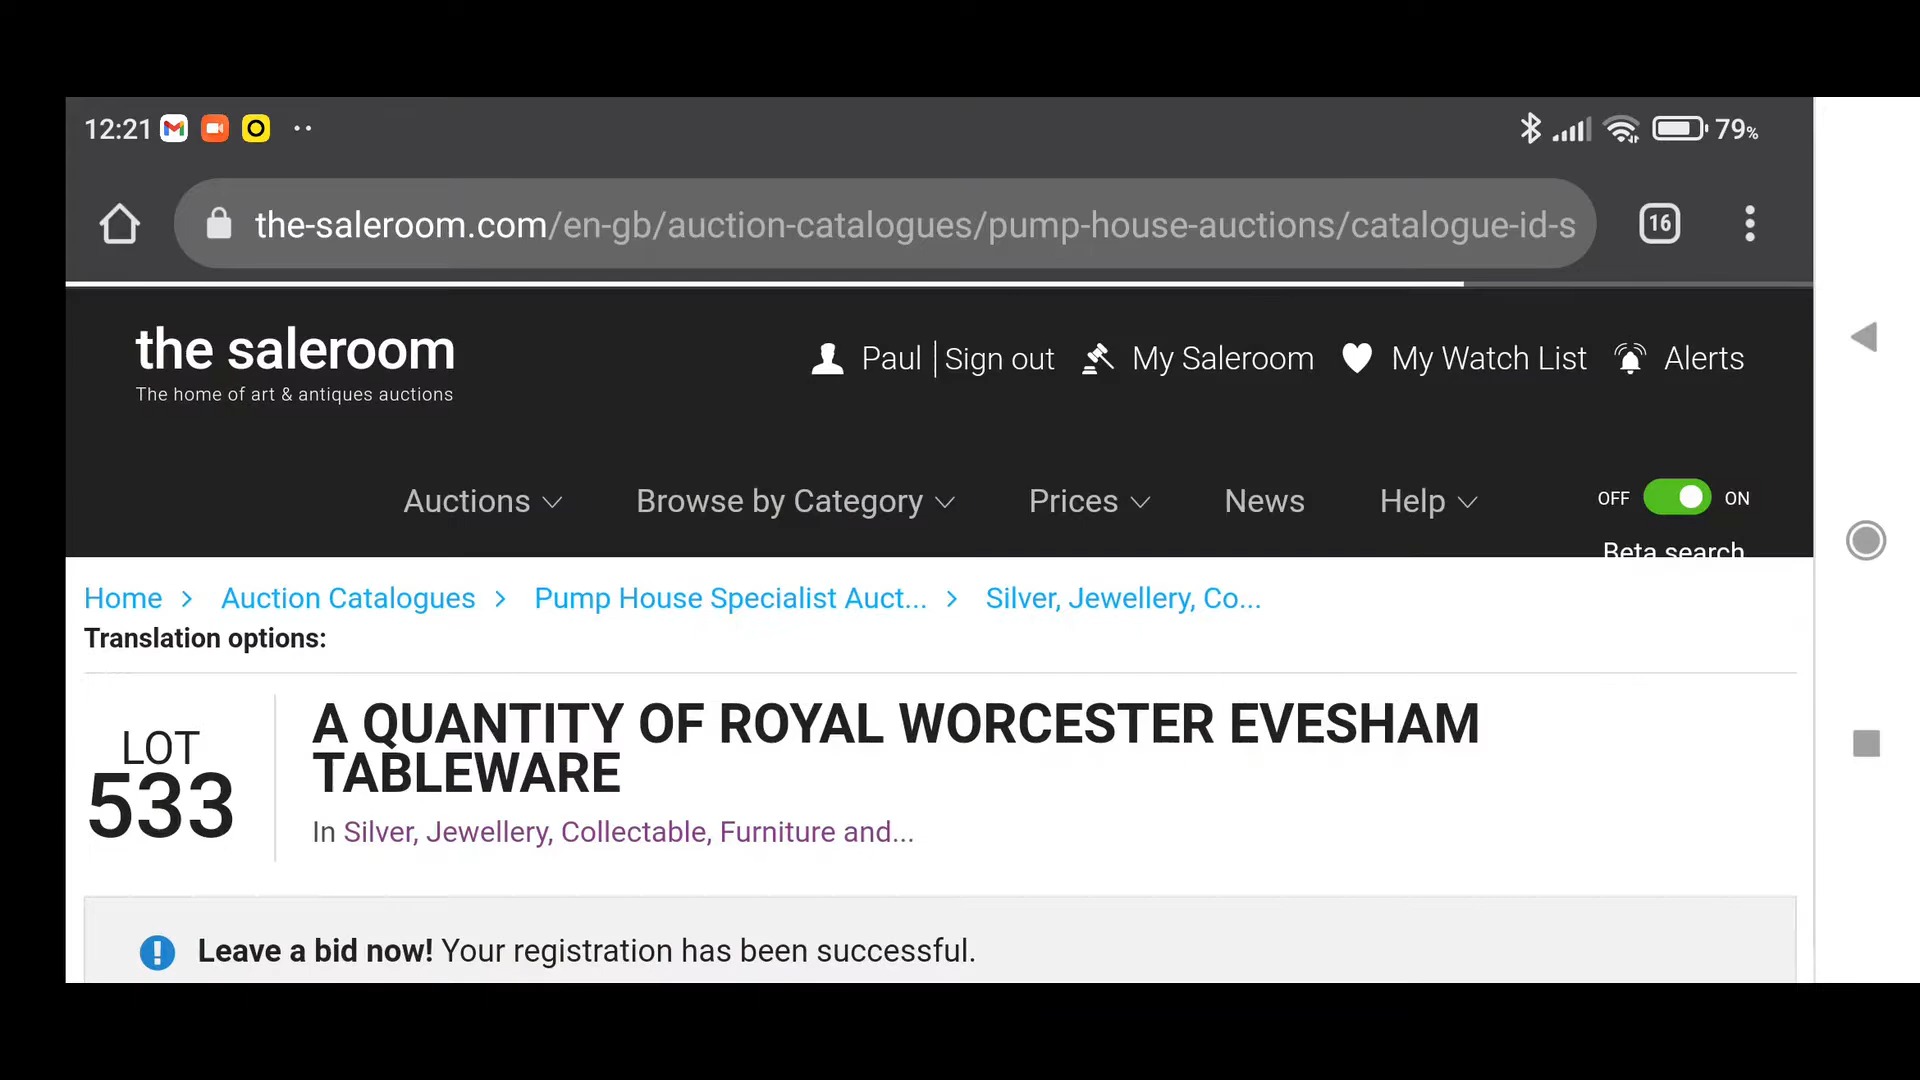 12:21
79%
the-saleroom.com/en-gb/auction-catalogues/pump-house-auctions/catalogue-id-s
16
the saleroom
The home of art & antiques auctions
Paul | Sign out My Saleroom My Watch List Alerts
Auctions Browse by Category Prices News Help OFF ON
Beta search
Home > Auction Catalogues > Pump House Specialist Auct... > Silver, Jewellery, Co...
Translation options:
LOT
533
A QUANTITY OF ROYAL WORCESTER EVESHAM
TABLEWARE
In Silver, Jewellery, Collectable, Furniture and...
Leave a bid now! Your registration has been successful.